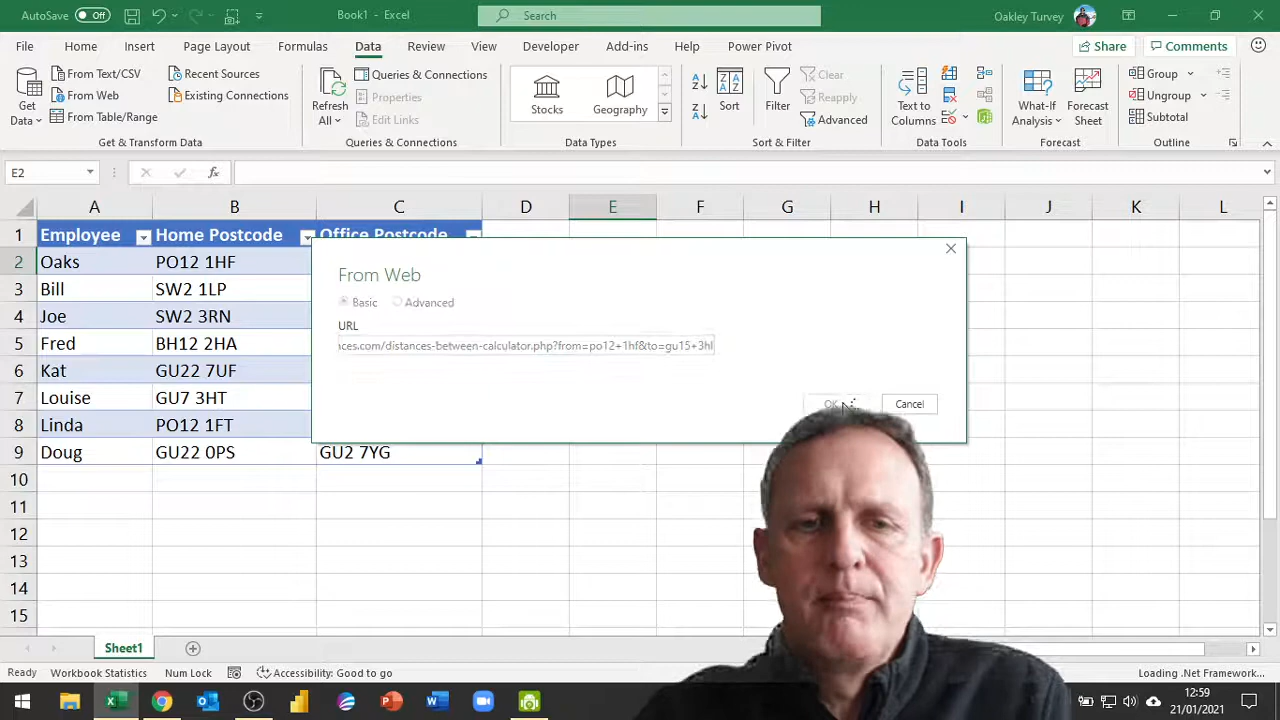 AutoSave Off Book1 - Excel Search Oakley Turvey
File Home Insert Page Layout Formulas Data Review View Developer Add-ins Help Power Pivot Share Comments
Get Data
From Text/CSV
From Web
From Table/Range
Recent Sources
Existing Connections
Get & Transform Data
Refresh All
Queries & Connections
Properties
Edit Links
Queries & Connections
Stocks Geography
Data Types
Sort
Filter
Clear
Reapply
Advanced
Sort & Filter
Text to Columns
Data Tools
What-If Analysis
Forecast Sheet
Forecast
Group
Ungroup
Subtotal
Outline
E2 fx
A B C D E F G H I J K L
1 Employee Home Postcode Office Postcode
2 Oaks PO12 1HF
3 Bill SW2 1LP
4 Joe SW2 3RN
5 Fred BH12 2HA
6 Kat GU22 7UF
7 Louise GU7 3HT
8 Linda PO12 1FT
9 Doug GU22 0PS GU2 7YG
10
11
12
13
14
15
From Web
Basic Advanced
URL
nces.com/distances-between-calculator.php?from=po12+1hf&to=gu15+3hl
OK Cancel
Sheet1
Ready Workbook Statistics Num Lock Accessibility: Good to go Loading .Net Framework...
12:59
21/01/2021